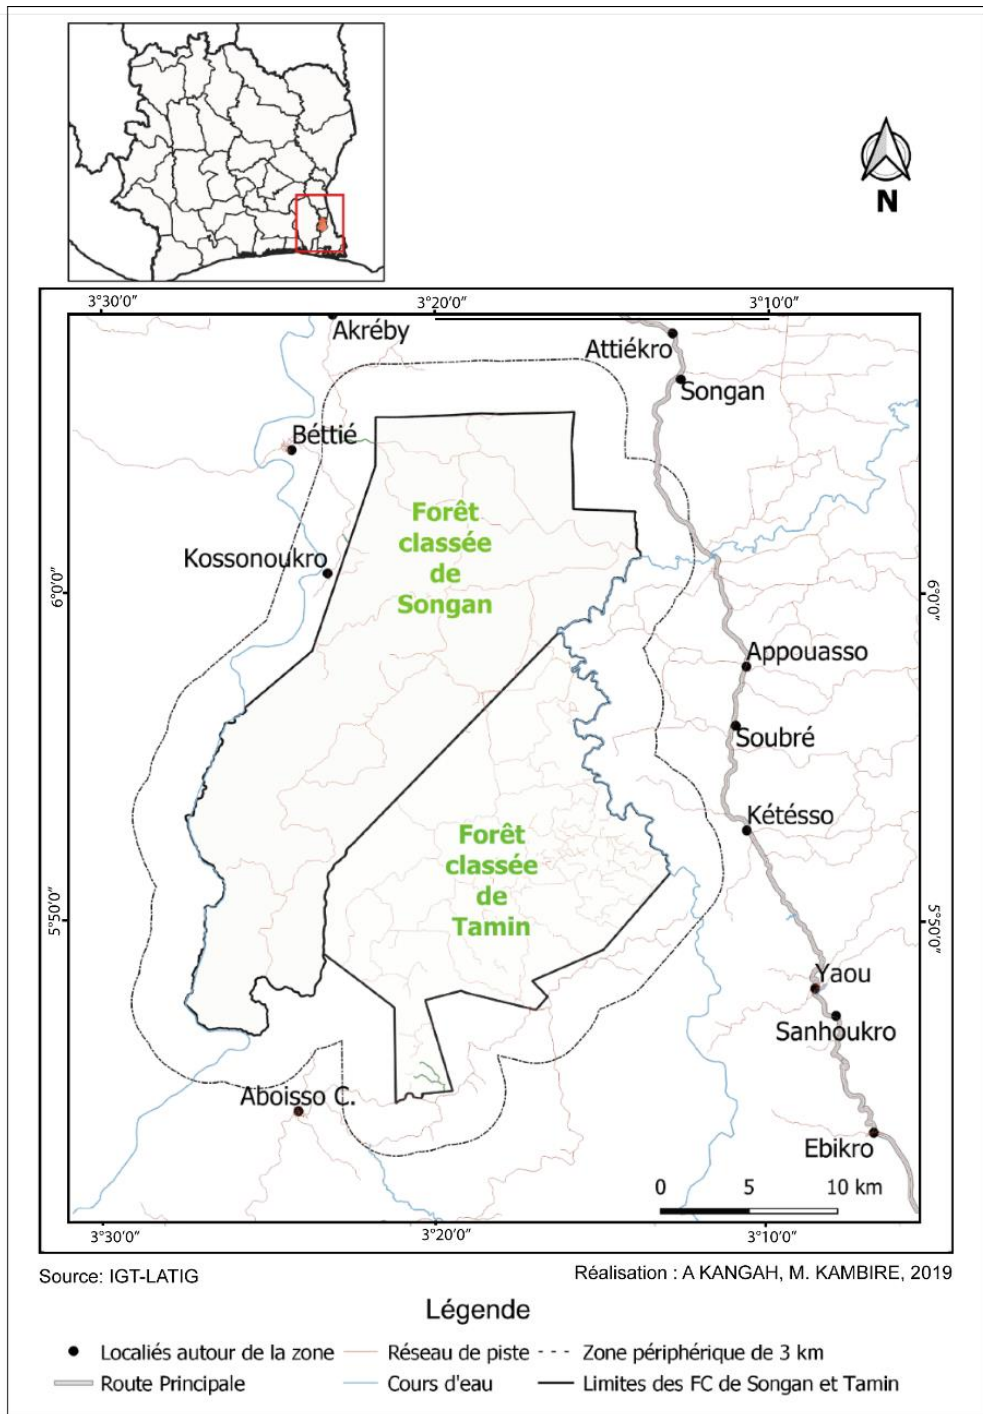 N
3°30'0"
3°20'0"
3°10'0"
Akréby
Attiékro
Songan
Béttié
Forêt
classée
de
Songan
Kossonoukro
6°0'0"
6°0'0"
Appouasso
Soubré
Kétésso
Forêt
classée
de
Tamin
5°50'0"
5°50'0"
Yaou
Sanhoukro
Aboisso C.
Ebikro
0 5 10 km
3°30'0"
3°20'0"
3°10'0"
Source: IGT-LATIG
Réalisation : A KANGAH, M. KAMBIRE, 2019
Légende
Localiés autour de la zone
Réseau de piste
Zone périphérique de 3 km
Route Principale
Cours d'eau
Limites des FC de Songan et Tamin